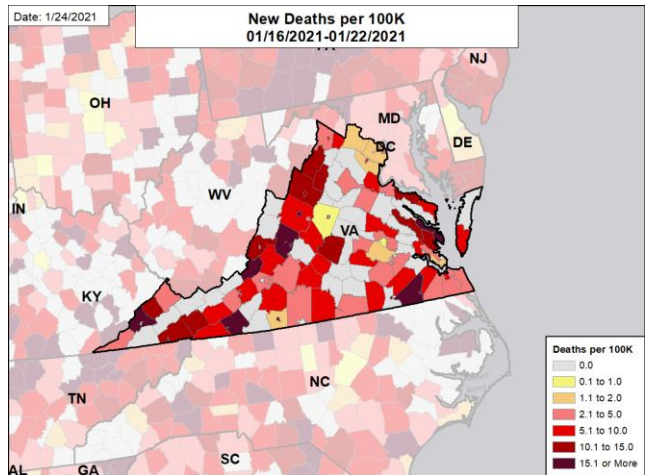 Date: 1/24/2021
New Deaths per 100K
01/16/2021-01/22/2021
PA
NJ
OH
MD
DC
DE
WV
IN
VA
KY
NC
TN
SC
AL
GA
Deaths per 100K
0.0
0.1 to 1.0
1.1 to 2.0
2.1 to 5.0
5.1 to 10.0
10.1 to 15.0
15.1 or More